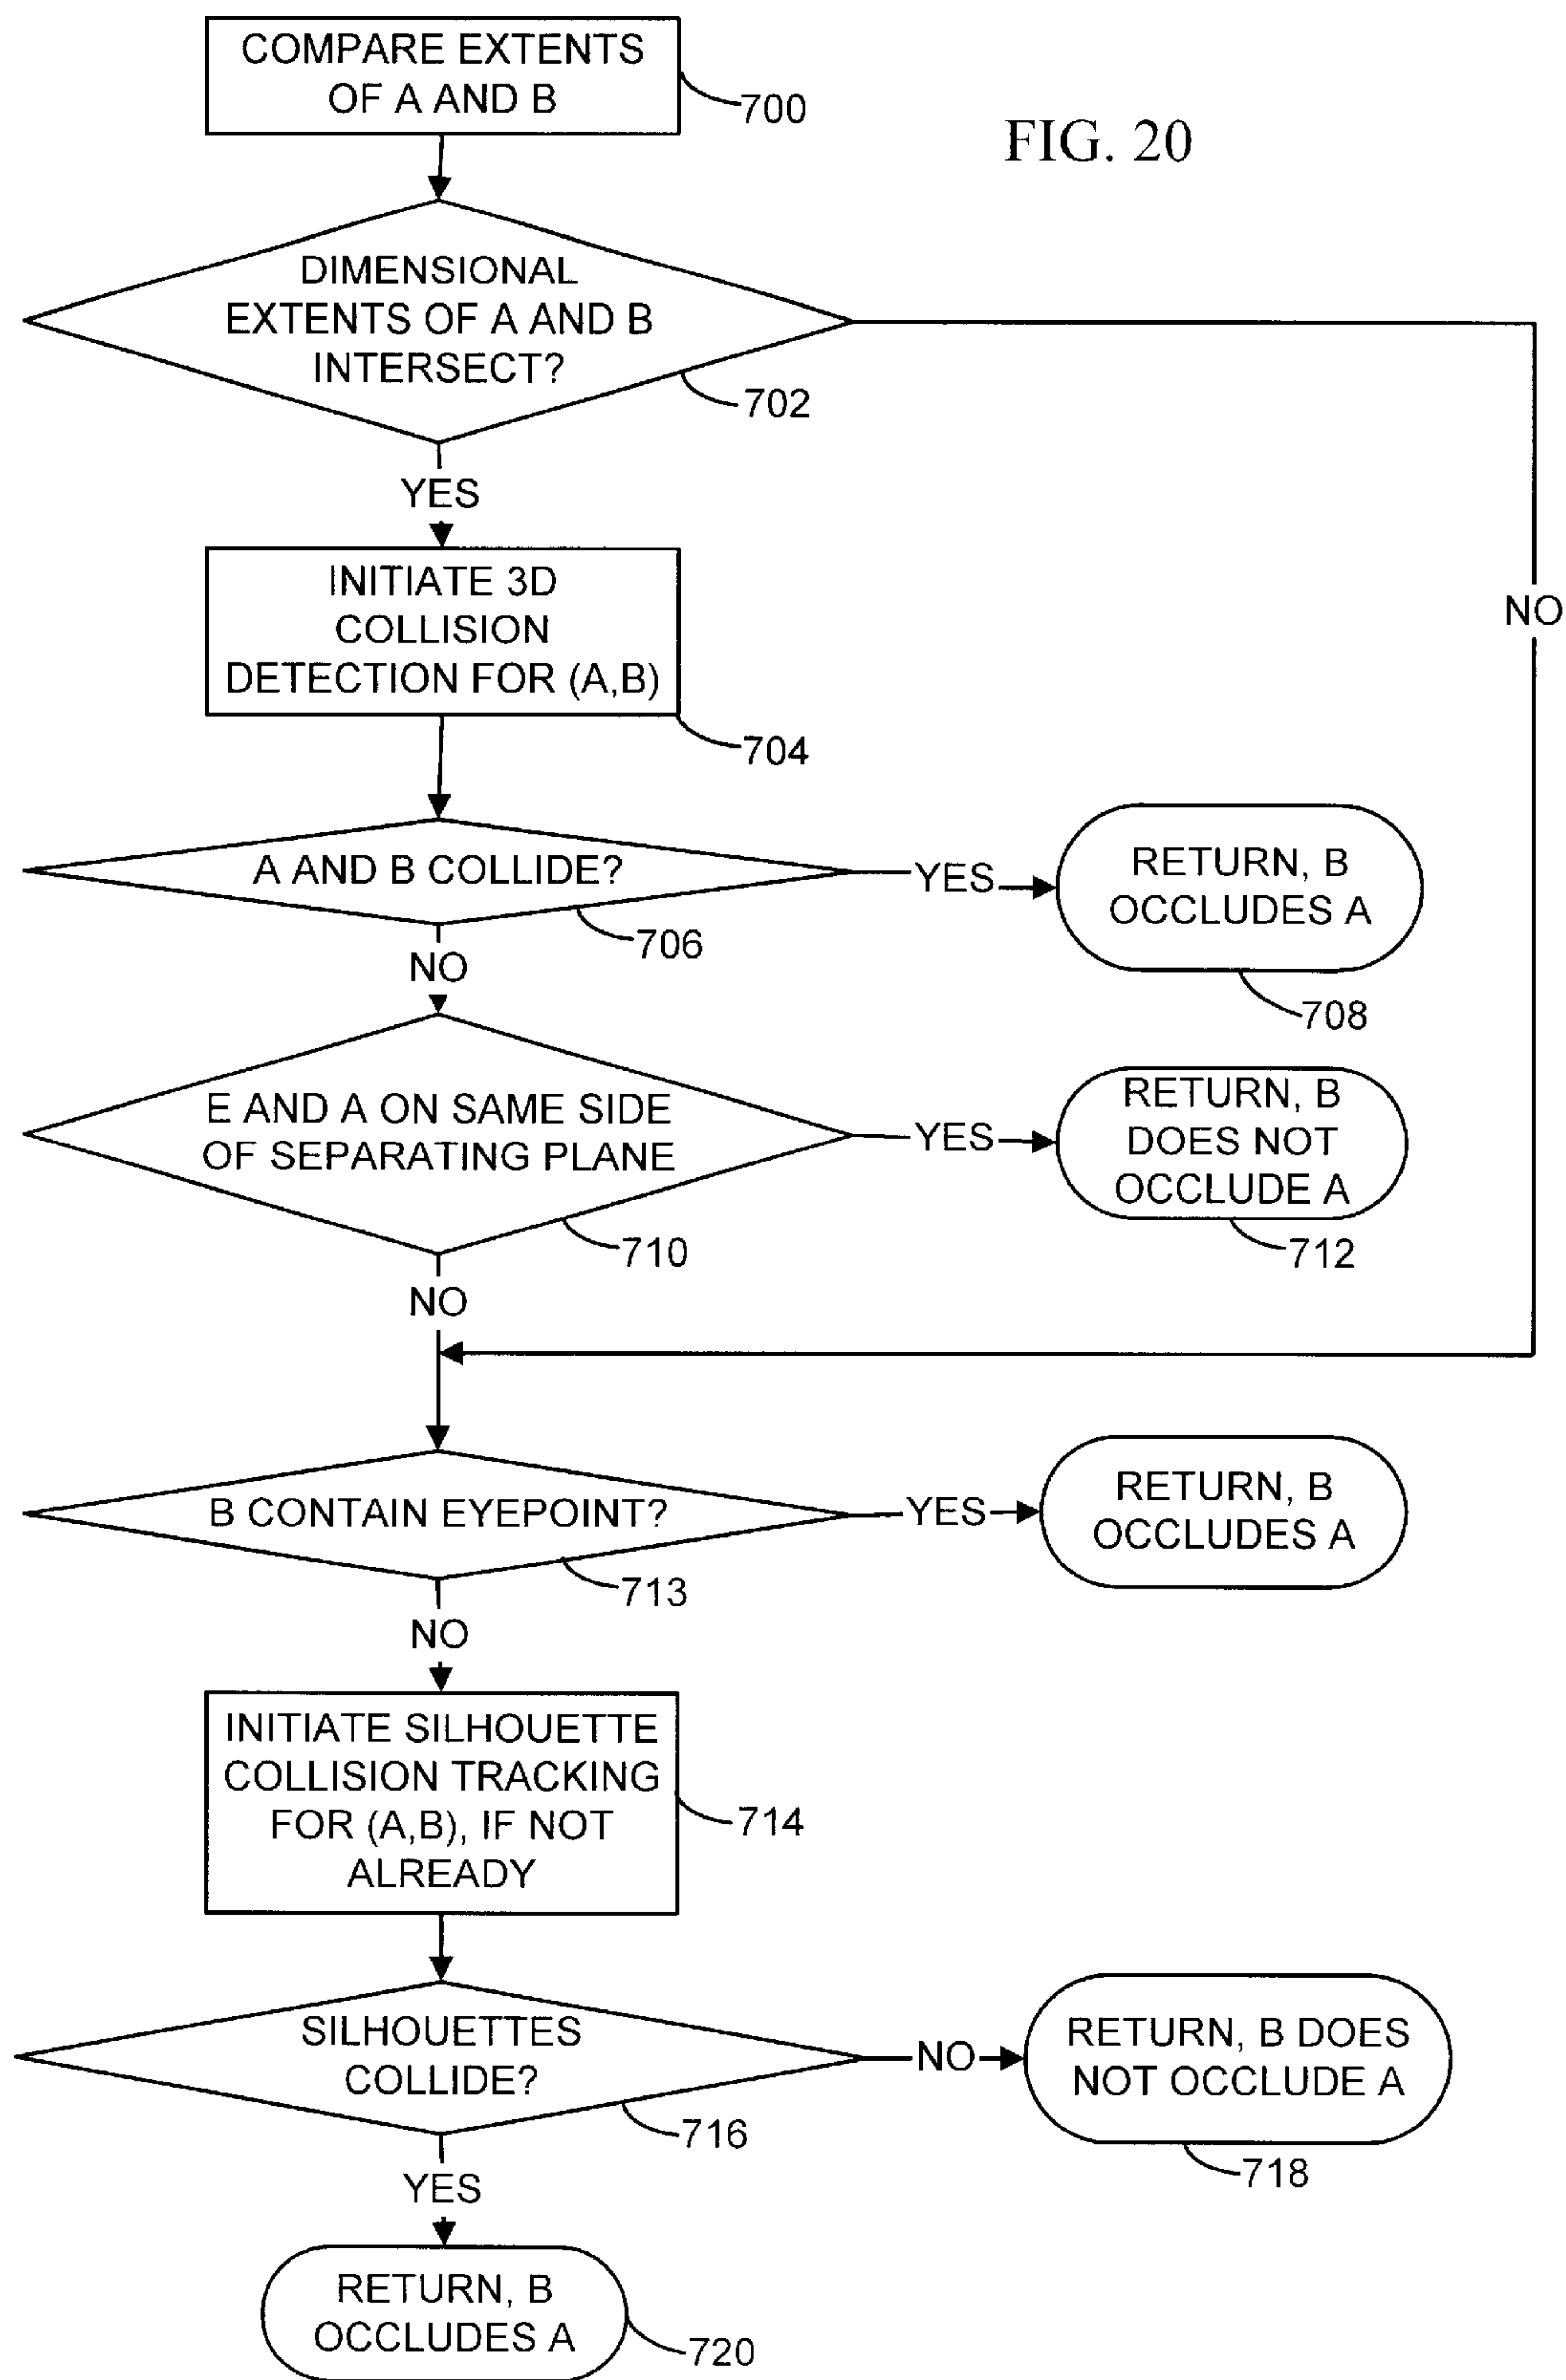 COMPARE EXTENTS
OF A AND B
700
FIG. 20
DIMENSIONAL
EXTENTS OF A AND B
INTERSECT?
702
YES
NO
INITIATE 3D
COLLISION
DETECTION FOR (A,B)
704
A AND B COLLIDE?
YES
RETURN, B
OCCLUDES A
706
708
NO
E AND A ON SAME SIDE
OF SEPARATING PLANE
YES
RETURN, B
DOES NOT
OCCLUDE A
710
712
NO
B CONTAIN EYEPOINT?
YES
RETURN, B
OCCLUDES A
713
NO
INITIATE SILHOUETTE
COLLISION TRACKING
FOR (A,B), IF NOT
ALREADY
714
SILHOUETTES
COLLIDE?
NO
RETURN, B DOES
NOT OCCLUDE A
716
718
YES
RETURN, B
OCCLUDES A
720